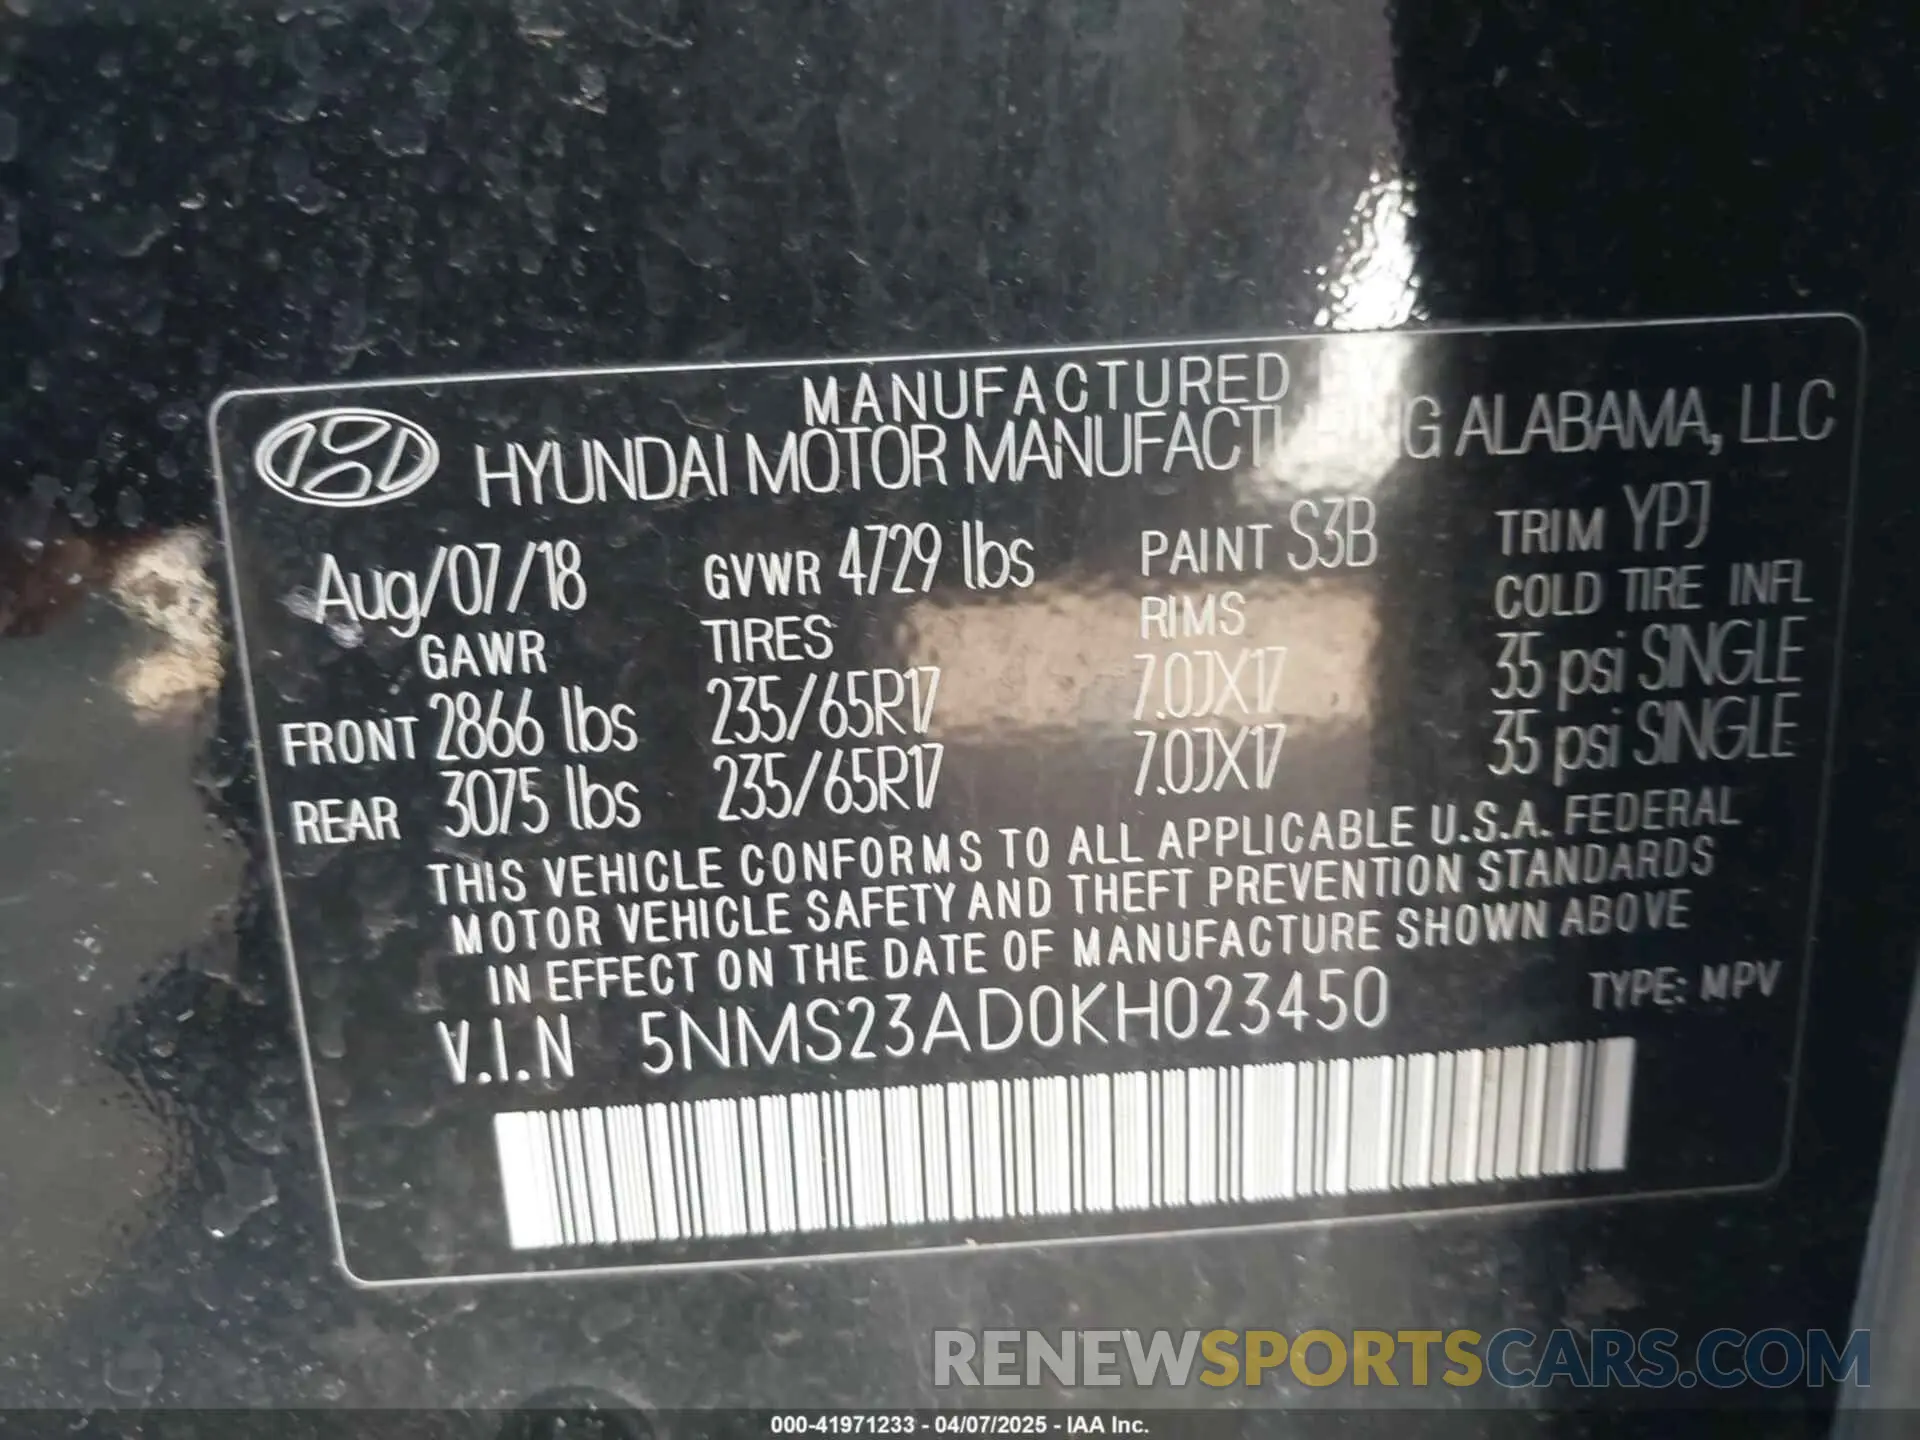 MANUFACTURED
HYUNDAI MOTOR MANUFACTURING ALABAMA, LLC
Aug/07/18 GVWR 4729 lbs PAINT S3B TRIM YPJ
GAWR TIRES RIMS COLD TIRE INFL
FRONT 2866 lbs 235/65R17 7.0JX17 35 psi SINGLE
REAR 3075 lbs 235/65R17 7.0JX17 35 psi SINGLE
THIS VEHICLE CONFORMS TO ALL APPLICABLE U.S.A. FEDERAL
MOTOR VEHICLE SAFETY AND THEFT PREVENTION STANDARDS
IN EFFECT ON THE DATE OF MANUFACTURE SHOWN ABOVE
V.I.N 5NMS23AD0KH023450 TYPE: MPV
RENEWSPORTSCARS.COM
000-41971233 - 04/07/2025 - IAA Inc.